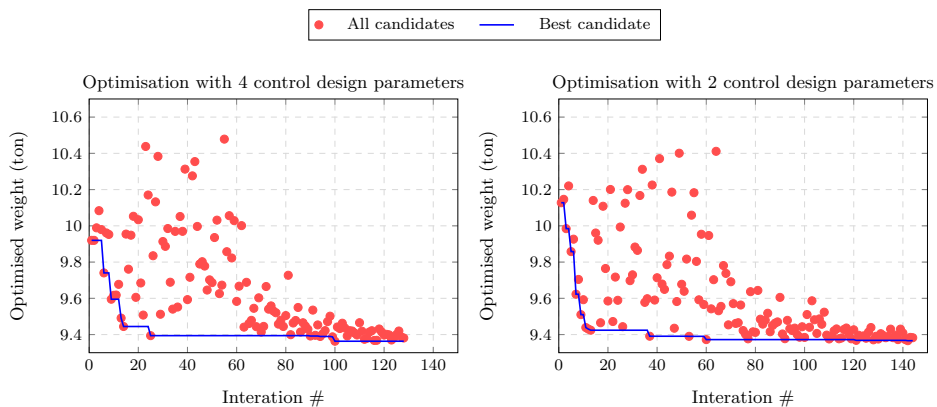 All candidates Best candidate
Optimisation with 4 control design parameters
10.6
10.4
10.2
10
9.8
9.6
9.4
0 20 40 60 80 100 120 140
Optimised weight (ton)
Interation #
Optimisation with 2 control design parameters
10.6
10.4
10.2
10
9.8
9.6
9.4
0 20 40 60 80 100 120 140
Optimised weight (ton)
Interation #